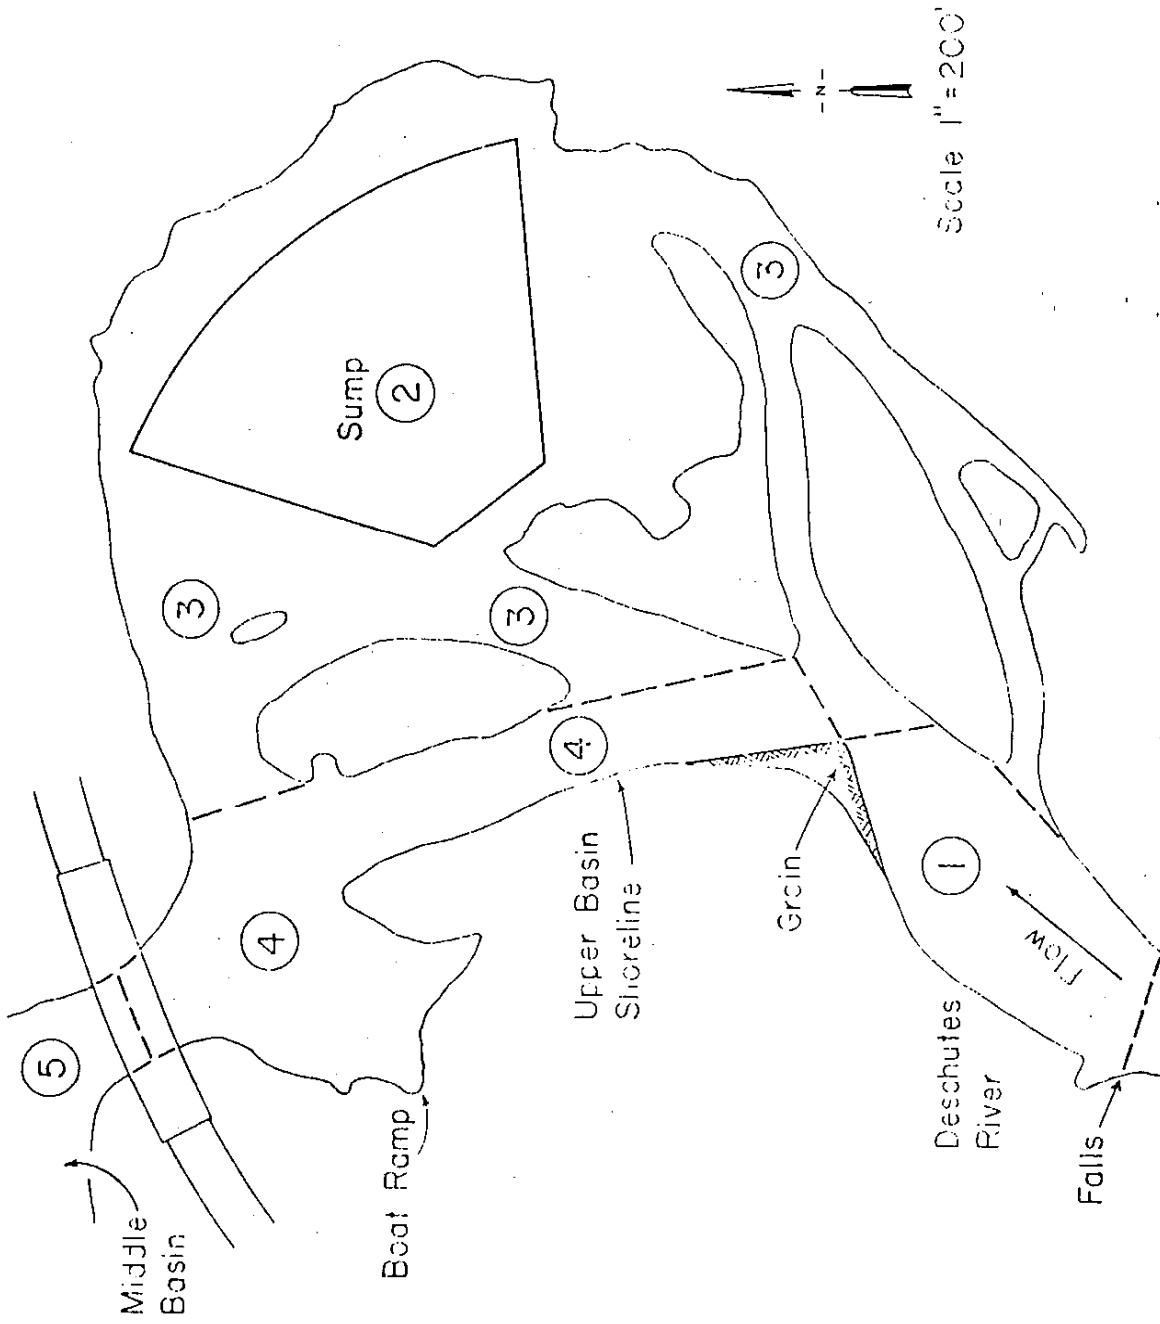 Middle
Basin
5
Boat Ramp
4
3
Sump
2
3
4
Upper Basin
Shoreline
Groin
1
3
Deschutes
River
Flow
Falls
-N-
Scale 1"=200'